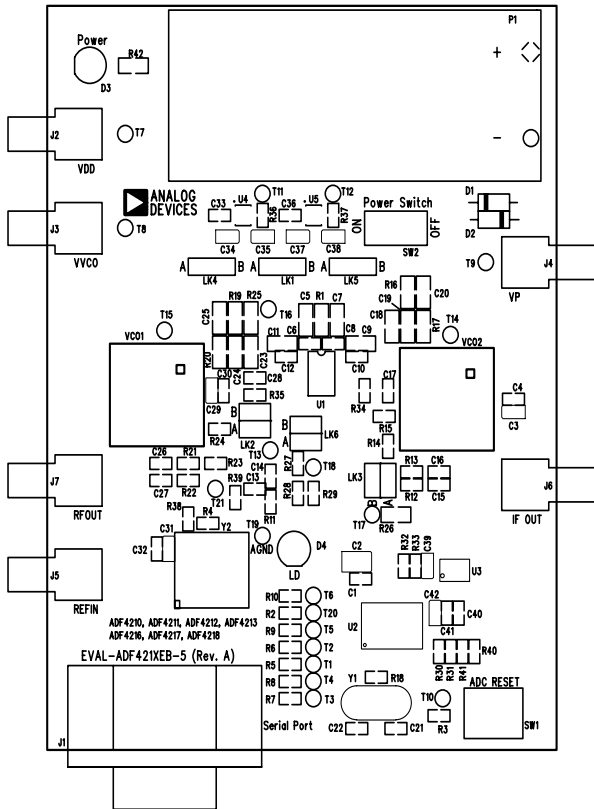 P1
Power
R42
+
D3
J2
T7
−
VDD
ANALOG
DEVICES
T11
T12
C33
U4
R36
C36
U5
R37
Power Switch
D1
J3
T8
ON
OFF
SW2
D2
VVCO
C34
C35
C37
C38
T9
J4
A
B
A
B
A
B
LK4
LK1
LK5
VP
R16
C20
C19
R19
R25
C5
R1
C7
C25
T16
C18
R17
T15
T14
VCO1
C11
C6
C8
C9
VCO2
R20
C30
C24
C23
C12
C10
C28
U1
C29
R35
R34
C17
C4
B
A
B
A
R15
C3
R24
LK2
LK6
R14
T13
C26
R21
R23
C14
R27
T18
LK3
R13
C16
J7
C27
R22
R39
C13
R28
R29
R12
C15
J6
RFOUT
T21
R11
B
A
T17
R26
IF OUT
R38
R4
T19
C31
Y2
AGND
D4
C32
C2
R32
R33
C39
J5
LD
U3
C1
REFIN
R10
T6
R2
T20
C42
C40
ADF4210, ADF4211, ADF4212, ADF4213
R9
T5
U2
C41
ADF4216, ADF4217, ADF4218
R6
T2
R40
EVAL-ADF421XEB-5 (Rev. A)
R5
T1
R30
R31
R41
R8
T4
Y1
R18
ADC RESET
R7
T3
T10
Serial Port
R3
SW1
J1
C22
C21